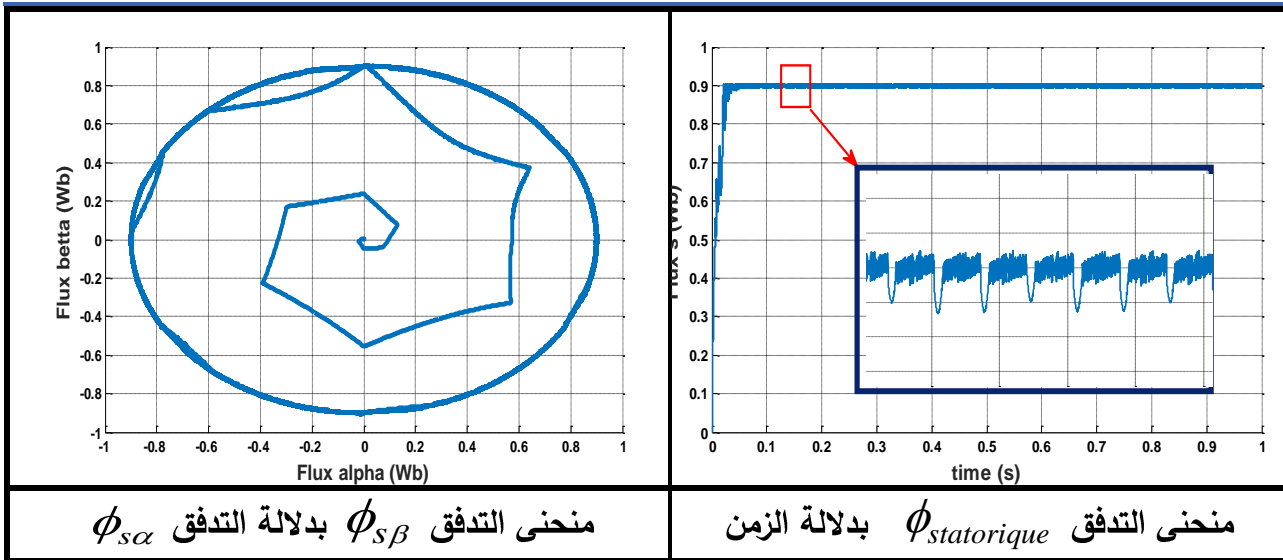 1
0.8
0.6
0.4
0.2
0
-0.2
-0.4
-0.6
-0.8
-1
-1 -0.8 -0.6 -0.4 -0.2 0 0.2 0.4 0.6 0.8 1
Flux betta (Wb)
Flux alpha (Wb)
1
0.9
0.8
0.7
0.6
0.5
0.4
0.3
0.2
0.1
0
0 0.1 0.2 0.3 0.4 0.5 0.6 0.7 0.8 0.9 1
Flux s (Wb)
time (s)
منحنى التدفق ϕsβ بدلالة التدفق ϕsα
منحنى التدفق ϕstatorique بدلالة الزمن